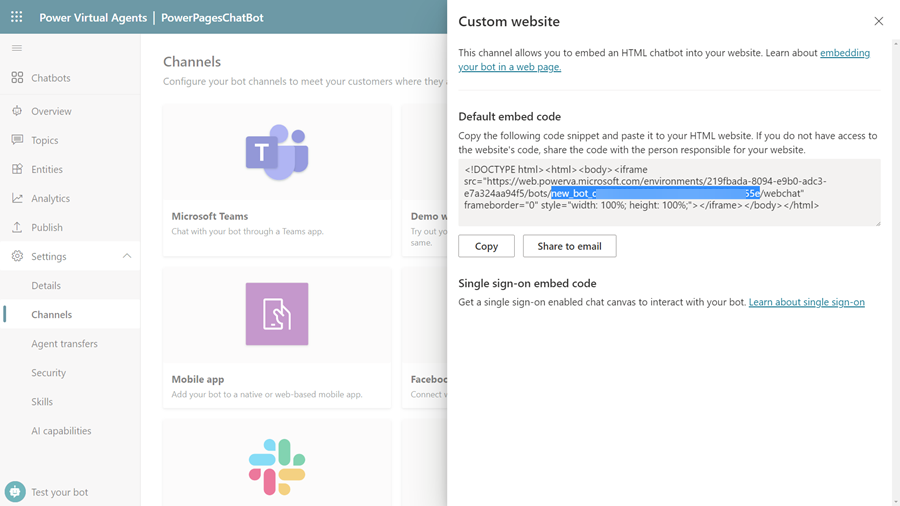 Power Virtual Agents | PowerPagesChatBot
Chatbots
Overview
Topics
Entities
Analytics
Publish
Settings
Details
Channels
Agent transfers
Security
Skills
AI capabilities
Test your bot
Channels
Configure your bot channels to meet your customers where they
T
Microsoft Teams
Chat with your bot through a Teams app.
Demo w
Try out yo
same.
Mobile app
Add your bot to a native or web-based mobile app.
Faceboo
Connect w
Custom website
This channel allows you to embed an HTML chatbot into your website. Learn about embedding
your bot in a web page.
Default embed code
Copy the following code snippet and paste it to your HTML website. If you do not have access to
the website's code, share the code with the person responsible for your website.
<!DOCTYPE html><html><body><iframe
src="https://web.powerva.microsoft.com/environments/219fbada-8094-e9b0-adc3-
e7a324aa94f5/bots/new_bot_c 65e/webchat"
frameborder="0" style="width: 100%; height: 100%;"></iframe></body></html>
Copy
Share to email
Single sign-on embed code
Get a single sign-on enabled chat canvas to interact with your bot. Learn about single sign-on